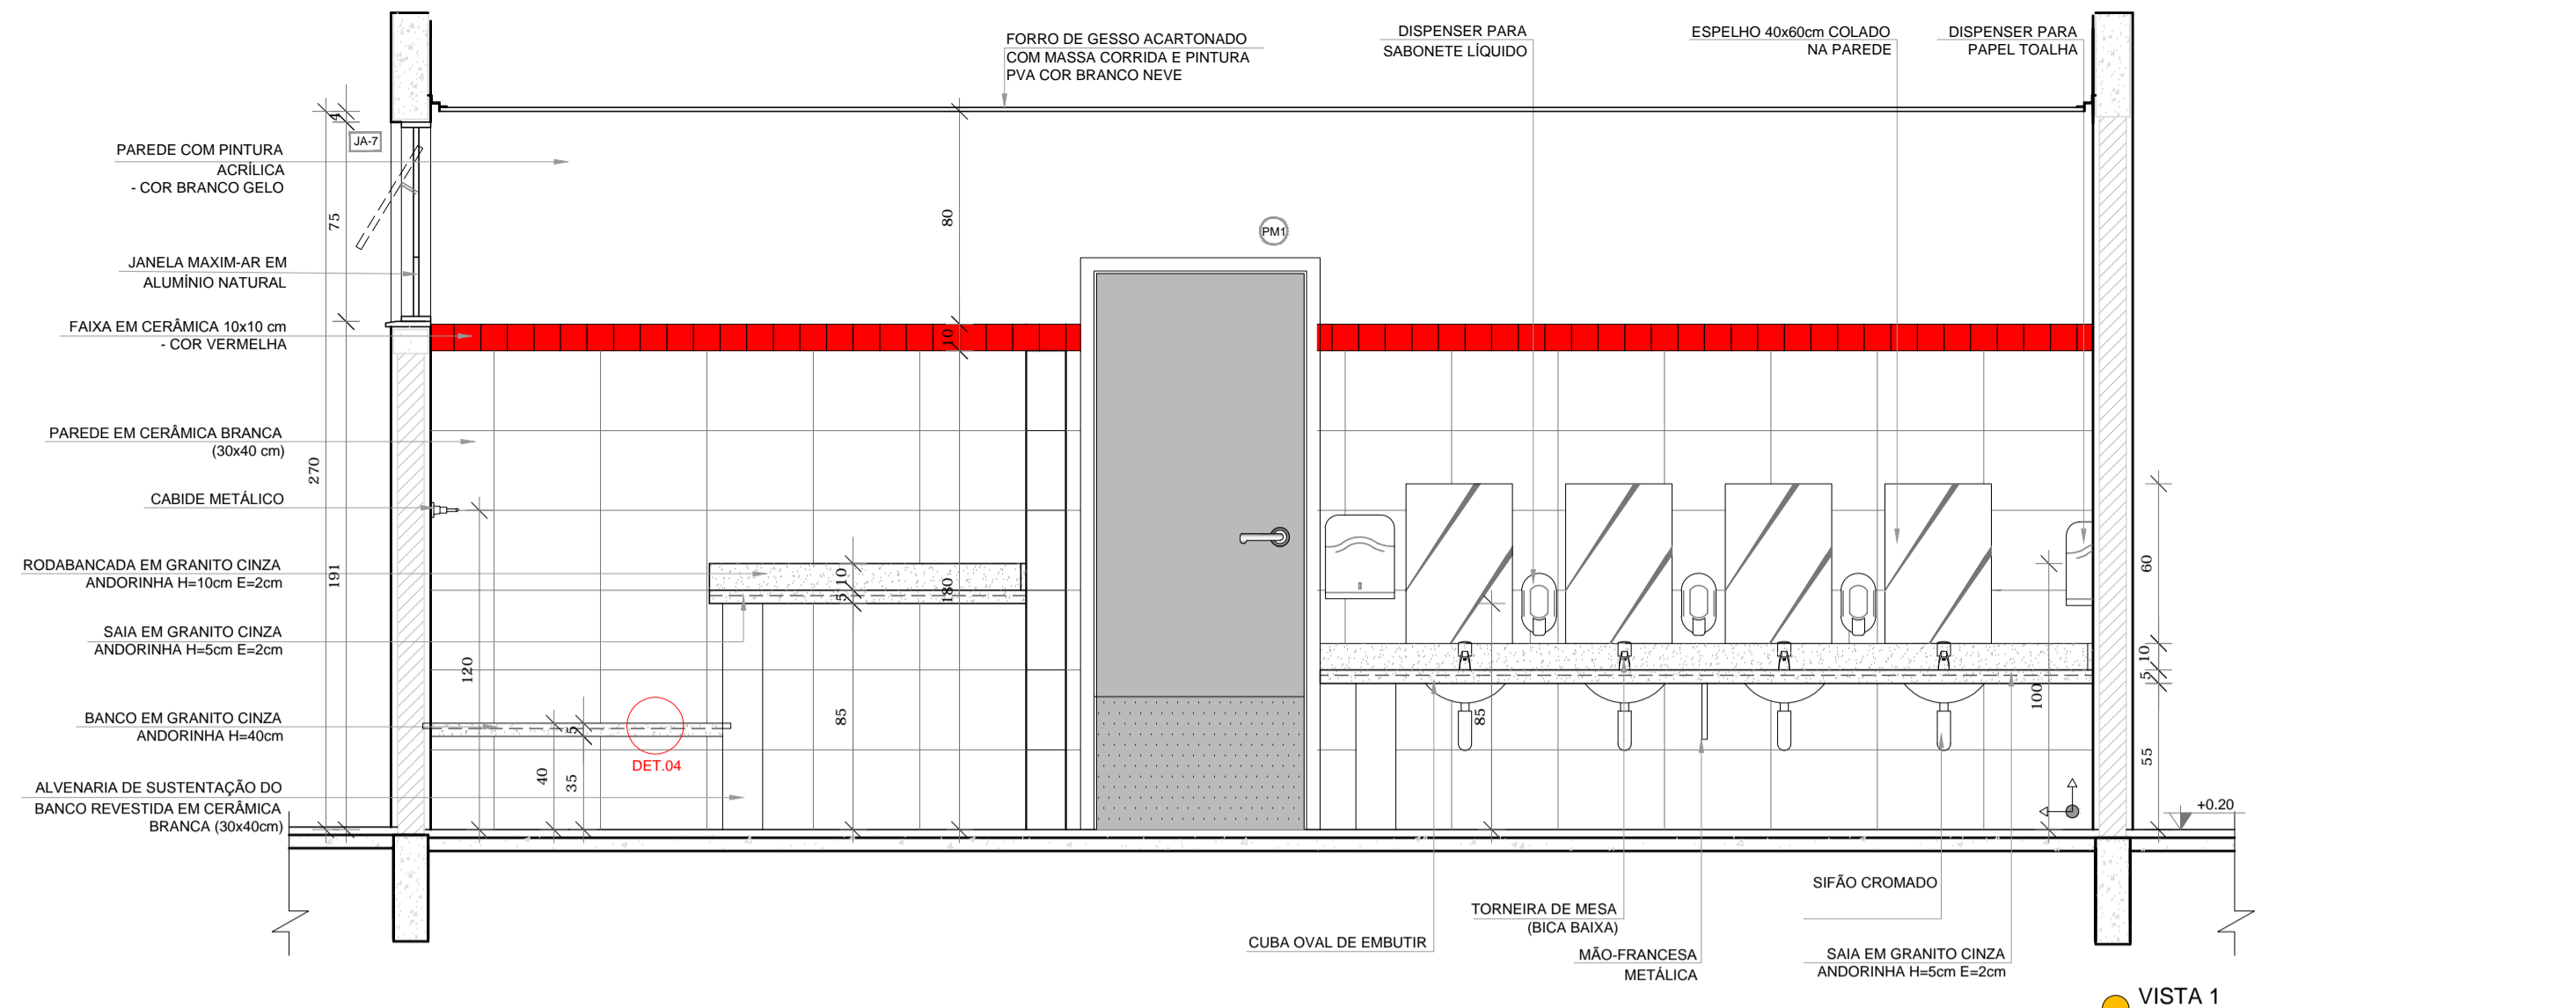 FORRO DE GESSO ACARTONADO
COM MASSA CORRIDA E PINTURA
PVA COR BRANCO NEVE
DISPENSER PARA
SABONETE LÍQUIDO
ESPELHO 40x60cm COLADO
NA PAREDE
DISPENSER PARA
PAPEL TOALHA
4
JA-7
PAREDE COM PINTURA
ACRÍLICA
- COR BRANCO GELO
75
80
PM1
JANELA MAXIM-AR EM
ALUMÍNIO NATURAL
FAIXA EM CERÂMICA 10x10 cm
- COR VERMELHA
10
PAREDE EM CERÂMICA BRANCA
(30x40 cm)
270
CABIDE METÁLICO
RODABANCADA EM GRANITO CINZA
ANDORINHA H=10cm E=2cm
191
10
5
180
60
SAIA EM GRANITO CINZA
ANDORINHA H=5cm E=2cm
120
10
5
100
BANCO EM GRANITO CINZA
ANDORINHA H=40cm
5
85
85
DET.04
40
35
55
ALVENARIA DE SUSTENTAÇÃO DO
BANCO REVESTIDA EM CERÂMICA
BRANCA (30x40cm)
+0.20
SIFÃO CROMADO
TORNEIRA DE MESA
(BICA BAIXA)
CUBA OVAL DE EMBUTIR
MÃO-FRANCESA
METÁLICA
SAIA EM GRANITO CINZA
ANDORINHA H=5cm E=2cm
VISTA 1